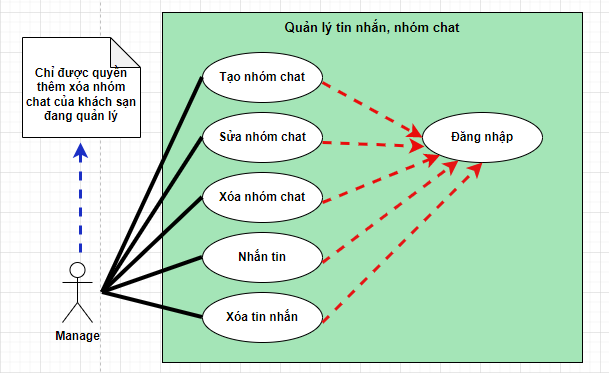 Quản lý tin nhắn, nhóm chat
Chỉ được quyền
thêm xóa nhóm
chat của khách sạn
đang quản lý
Tạo nhóm chat
Sửa nhóm chat
Đăng nhập
Xóa nhóm chat
Nhắn tin
Xóa tin nhắn
Manage